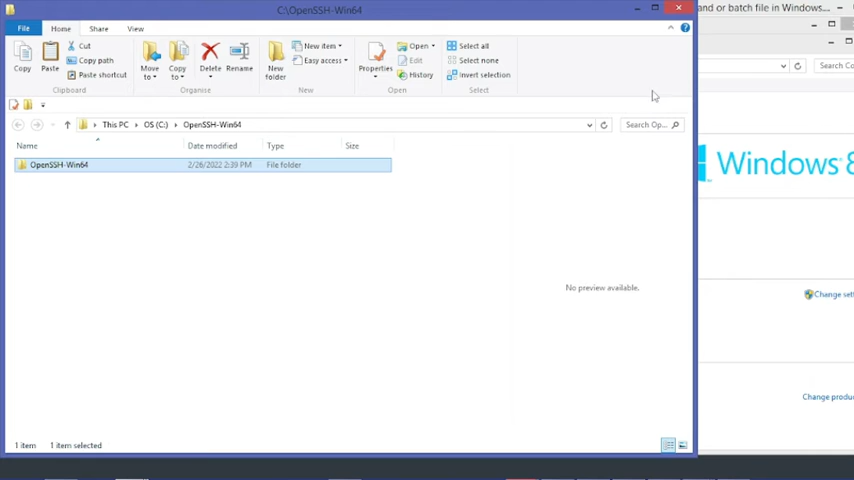 C:\OpenSSH-Win64
and or batch file in Windows...
File Home Share View
Copy
Paste
Cut
Copy path
Paste shortcut
Clipboard
Move to
Copy to
Delete
Rename
Organise
New folder
New item
Easy access
New
Properties
Open
Edit
History
Open
Select all
Select none
Invert selection
Select
Search Co
This PC OS (C:) OpenSSH-Win64
Search Op...
Name Date modified Type Size
OpenSSH-Win64 2/26/2022 2:39 PM File folder
Windows 8
No preview available.
Change set
Change produ
1 item 1 item selected